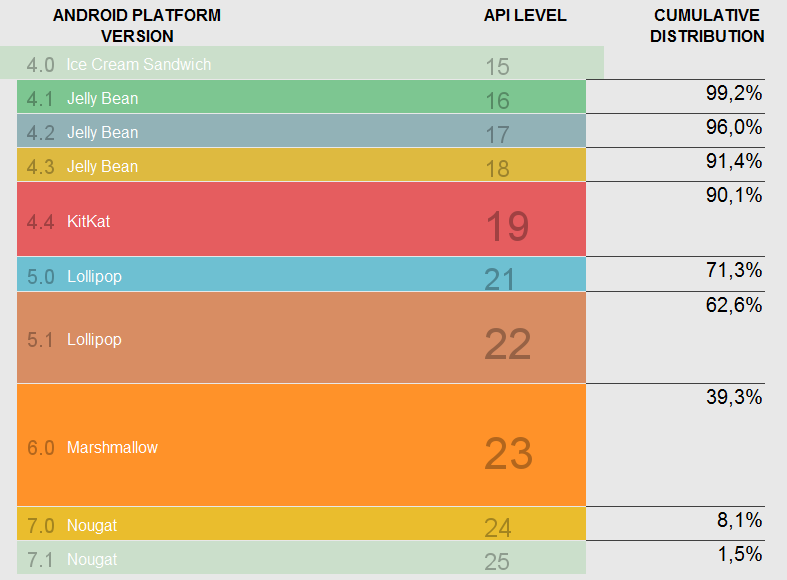 ANDROID PLATFORM VERSION API LEVEL CUMULATIVE DISTRIBUTION
4.0 Ice Cream Sandwich 15
4.1 Jelly Bean 16 99,2%
4.2 Jelly Bean 17 96,0%
4.3 Jelly Bean 18 91,4%
4.4 KitKat 19 90,1%
5.0 Lollipop 21 71,3%
5.1 Lollipop 22 62,6%
6.0 Marshmallow 23 39,3%
7.0 Nougat 24 8,1%
7.1 Nougat 25 1,5%